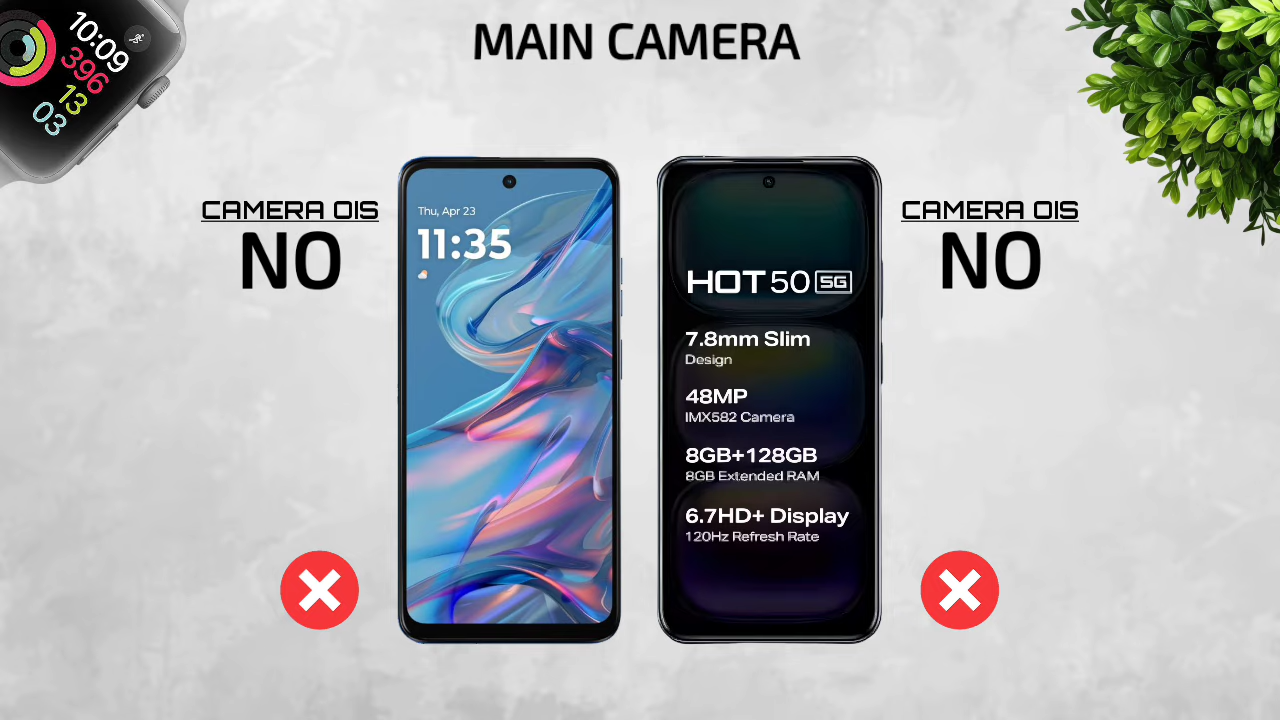 MAIN CAMERA
10:09
396
13
03
CAMERA OIS
NO
Thu, Apr 23
11:35
HOT 50 5G
7.8mm Slim
Design
48MP
IMX582 Camera
8GB+128GB
8GB Extended RAM
6.7HD+ Display
120Hz Refresh Rate
CAMERA OIS
NO